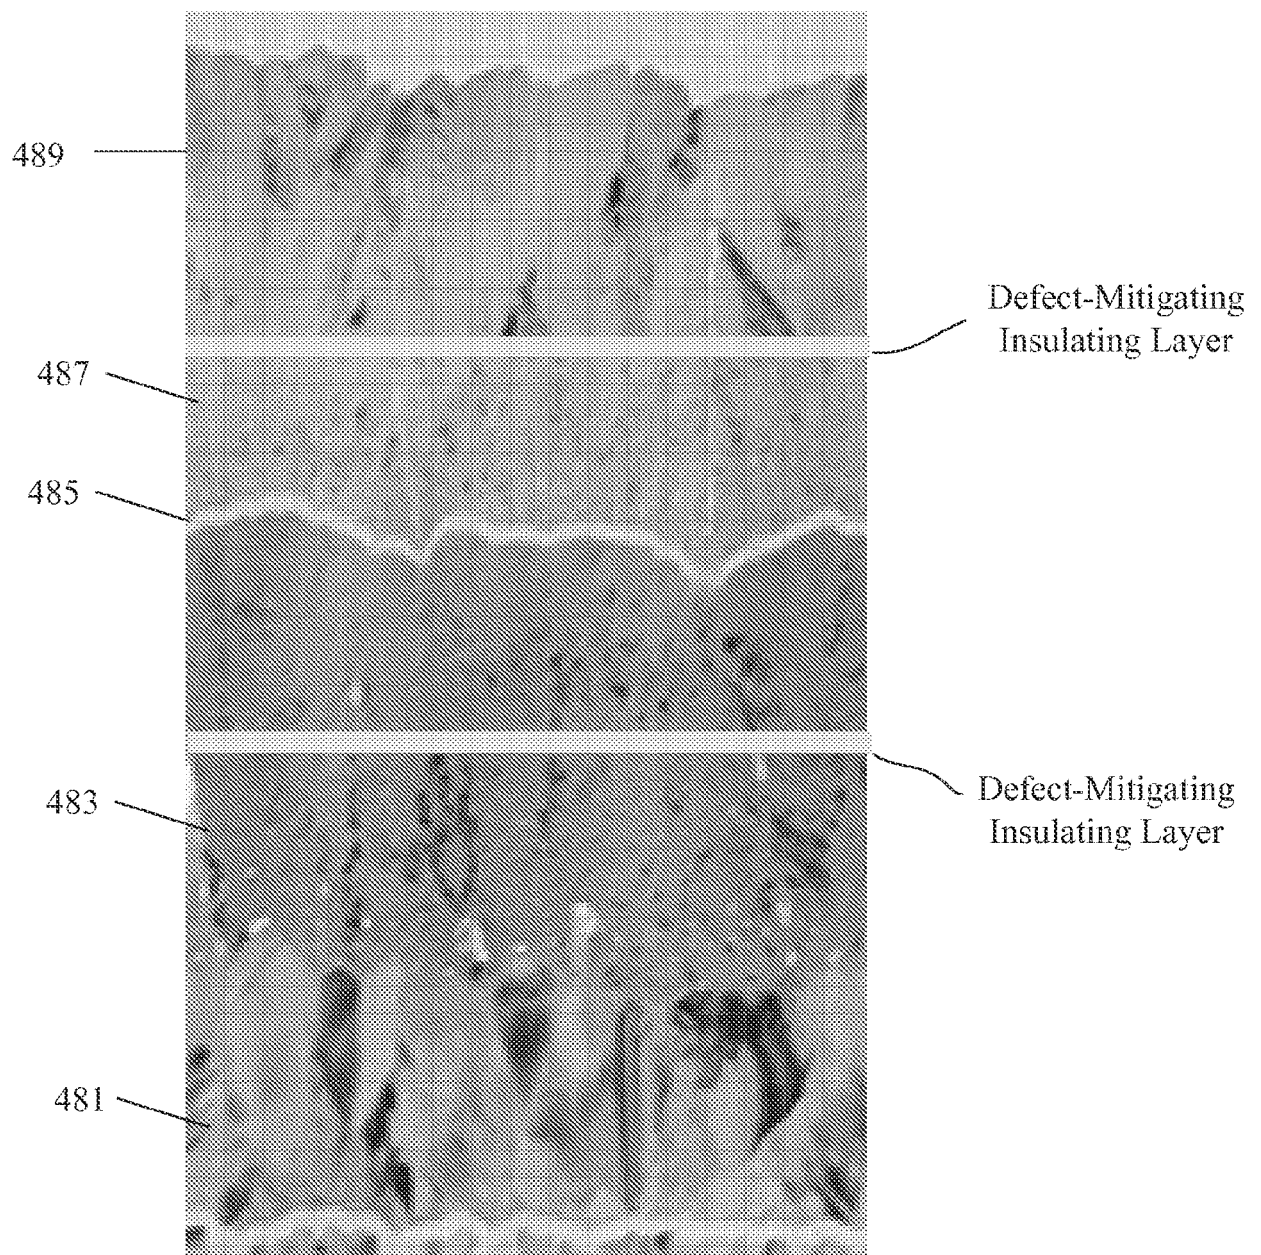 489
Defect-Mitigating
Insulating Layer
487
485
483
Defect-Mitigating
Insulating Layer
481